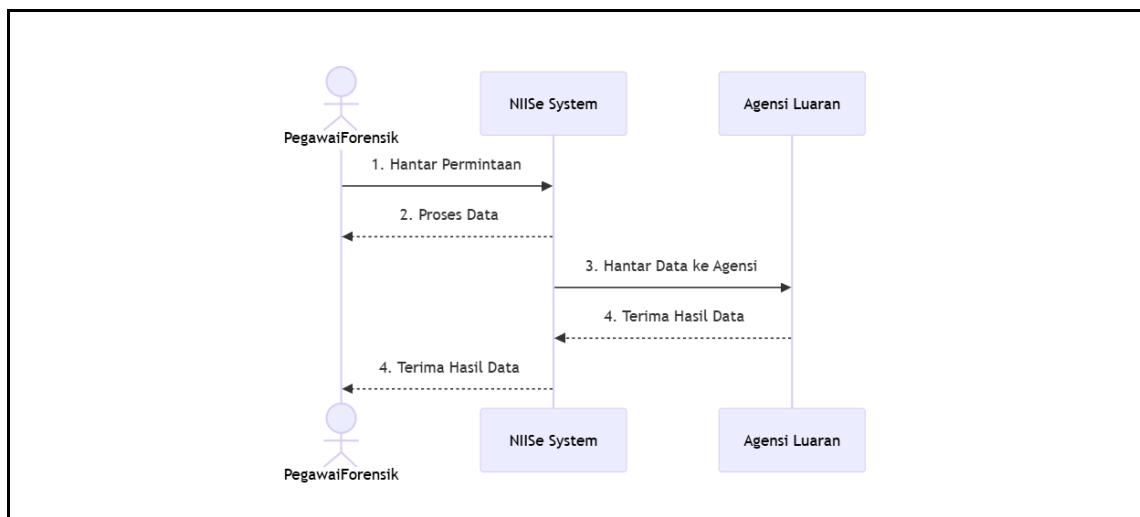 NIISe System
Agensi Luaran
PegawaiForensik
1. Hantar Permintaan
2. Proses Data
3. Hantar Data ke Agensi
4. Terima Hasil Data
4. Terima Hasil Data
NIISe System
Agensi Luaran
PegawaiForensik